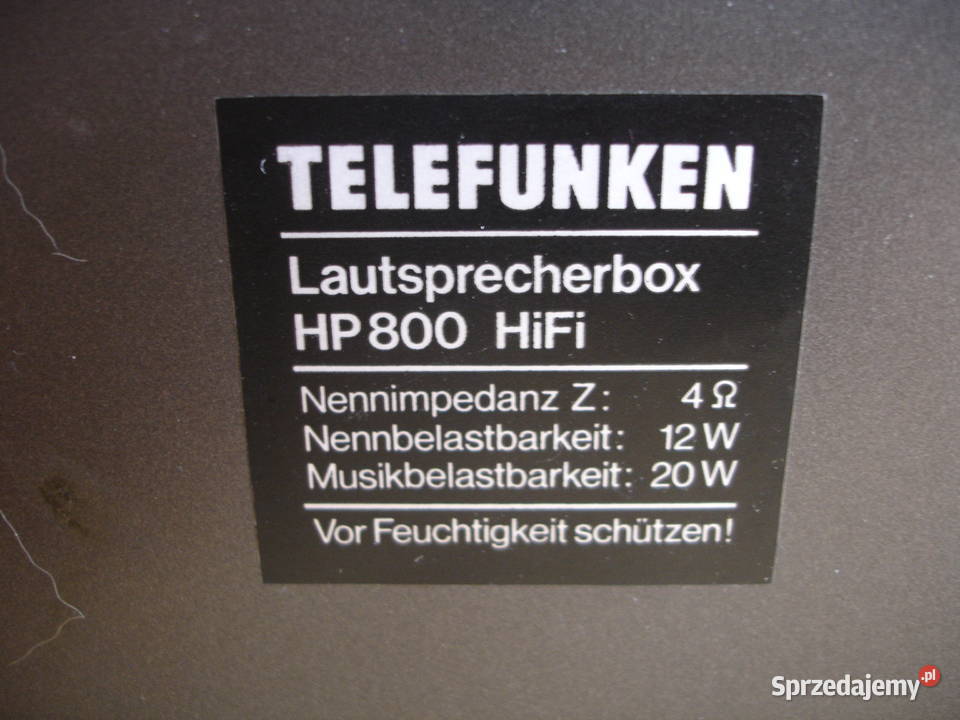 TELEFUNKEN
Lautsprecherbox
HP 800 HiFi
Nennimpedanz Z: 4 Ω
Nennbelastbarkeit: 12 W
Musikbelastbarkeit: 20 W
Vor Feuchtigkeit schützen!
Sprzedajemy.pl